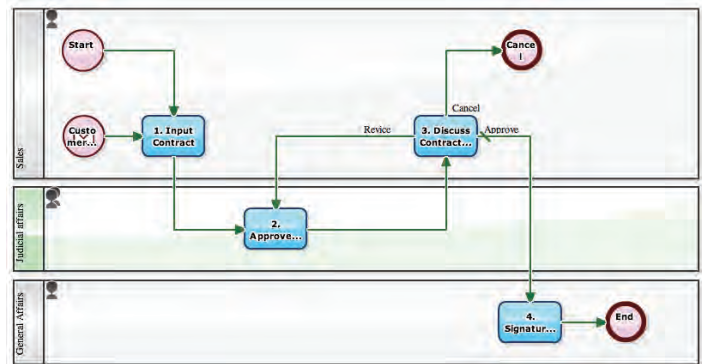 Start
Cance
l
Custo
mer...
1. Input
Contract
Revice
3. Discuss
Contract...
Cancel
Approve
Sales
2.
Approve...
Judicial affairs
4.
Signatur...
End
General Affairs